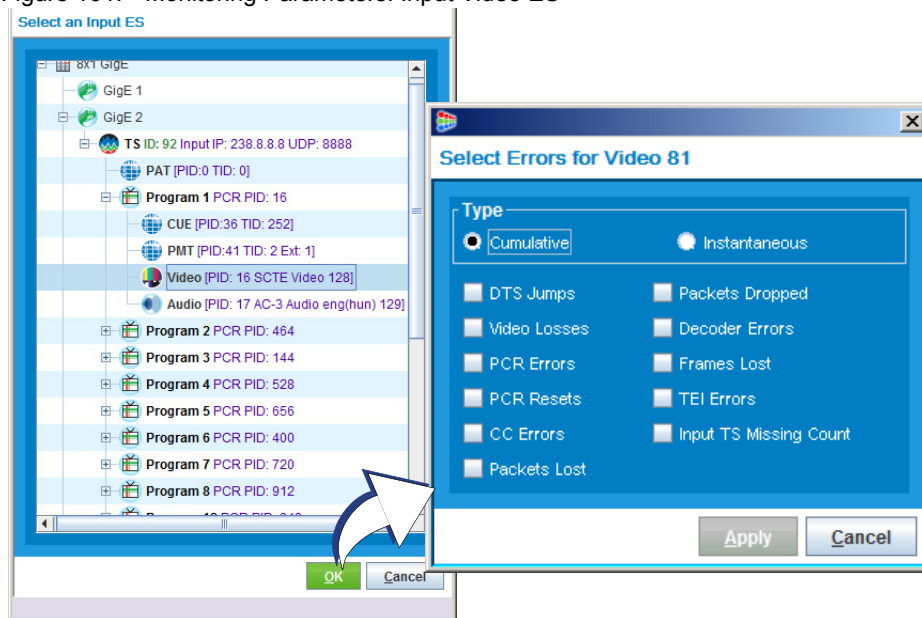 Monitoring Parameters: Input Video ES
Select an Input ES
8x1 GigE
GigE 1
GigE 2
TS ID: 92 Input IP: 238.8.8.8 UDP: 8888
PAT [PID:0 TID: 0]
Program 1 PCR PID: 16
CUE [PID:36 TID: 252]
PMT [PID:41 TID: 2 Ext: 1]
Video [PID: 16 SCTE Video 128]
Audio [PID: 17 AC-3 Audio eng(hun) 129]
Program 2 PCR PID: 464
Program 3 PCR PID: 144
Program 4 PCR PID: 528
Program 5 PCR PID: 656
Program 6 PCR PID: 400
Program 7 PCR PID: 720
Program 8 PCR PID: 912
OK
Cancel
Select Errors for Video 81
Type
Cumulative
Instantaneous
DTS Jumps
Packets Dropped
Video Losses
Decoder Errors
PCR Errors
Frames Lost
PCR Resets
TEI Errors
CC Errors
Input TS Missing Count
Packets Lost
Apply
Cancel